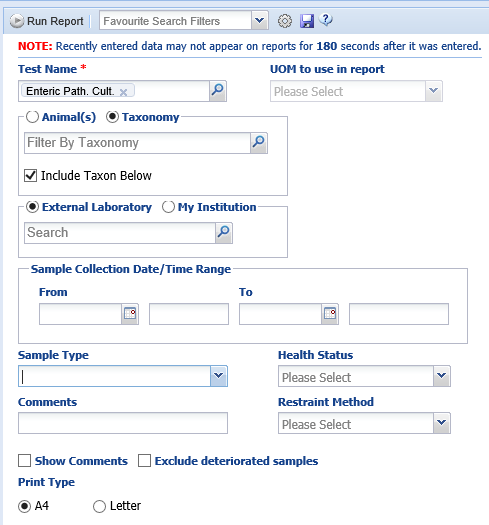 Run Report Favourite Search Filters
NOTE: Recently entered data may not appear on reports for 180 seconds after it was entered.
Test Name * UOM to use in report
Enteric Path. Cult. x Please Select
Animal(s) Taxonomy
Filter By Taxonomy
Include Taxon Below
External Laboratory My Institution
Search
Sample Collection Date/Time Range
From To
Sample Type Health Status
Please Select
Comments Restraint Method
Please Select
Show Comments Exclude deteriorated samples
Print Type
A4 Letter